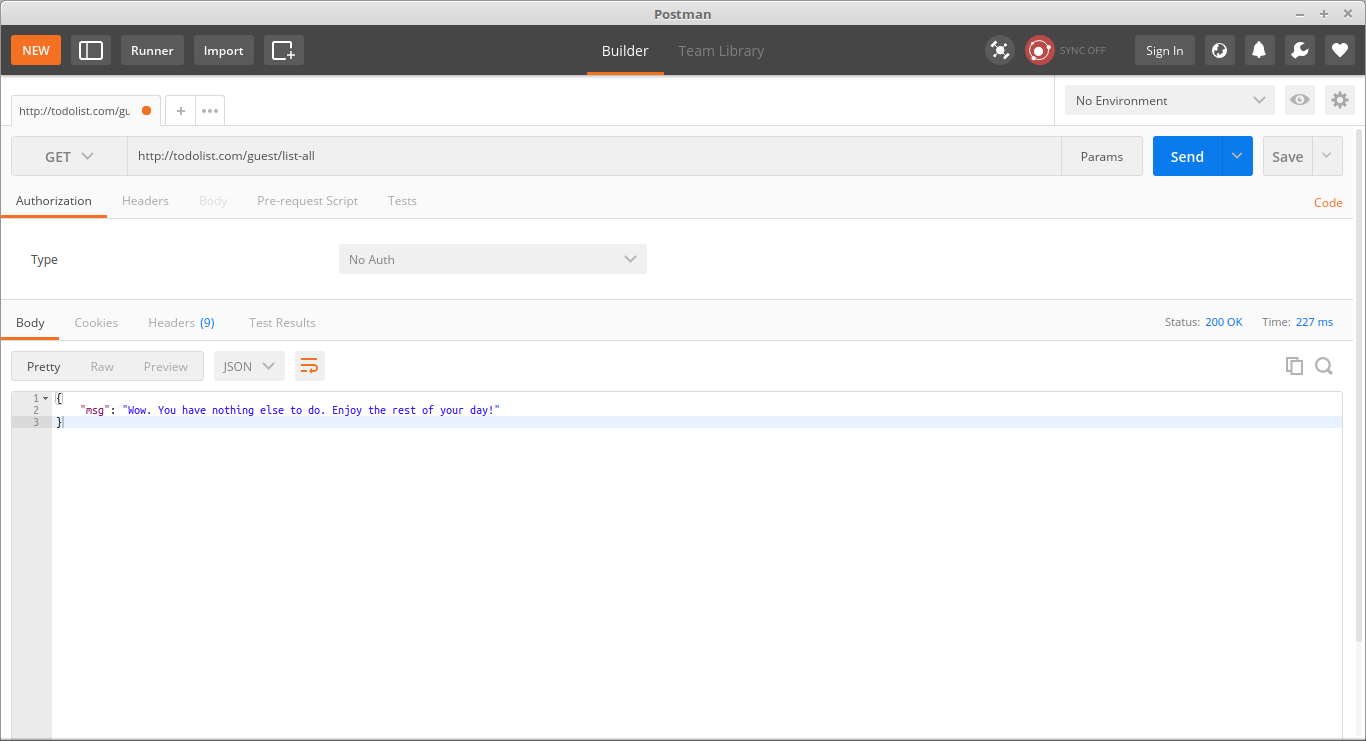 Postman
NEW Runner Import Builder Team Library SYNC OFF Sign In
http://todolist.com/gu + ••• No Environment
GET http://todolist.com/guest/list-all Params Send Save
Authorization Headers Body Pre-request Script Tests Code
Type No Auth
Body Cookies Headers (9) Test Results Status: 200 OK Time: 227 ms
Pretty Raw Preview JSON
1 {
2 "msg": "Wow. You have nothing else to do. Enjoy the rest of your day!"
3 }